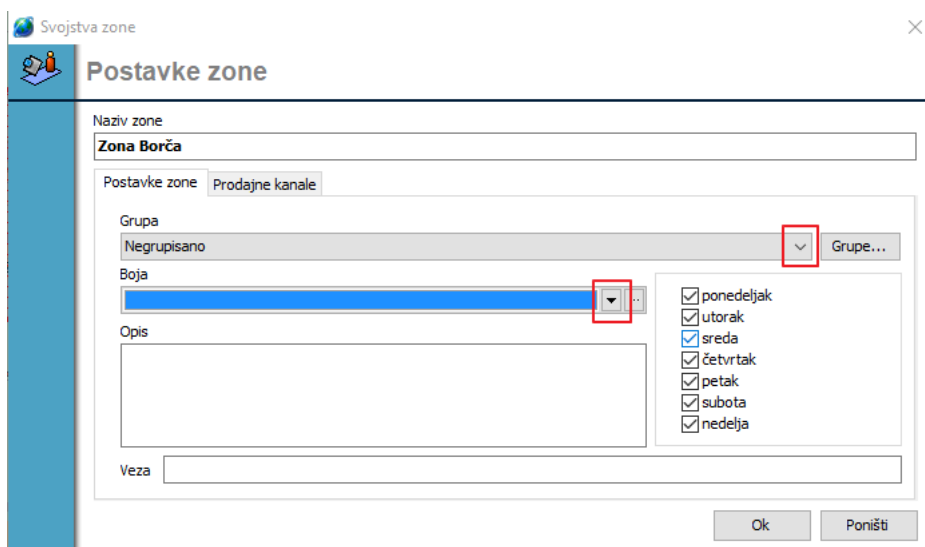 Svojstva zone
Postavke zone
Naziv zone
Zona Borča
Postavke zone Prodajne kanale
Grupa
Negrupisano Grupe...
Boja
ponedeljak
utorak
Opis
sreda
četvrtak
petak
subota
nedelja
Veza
Ok Poništi